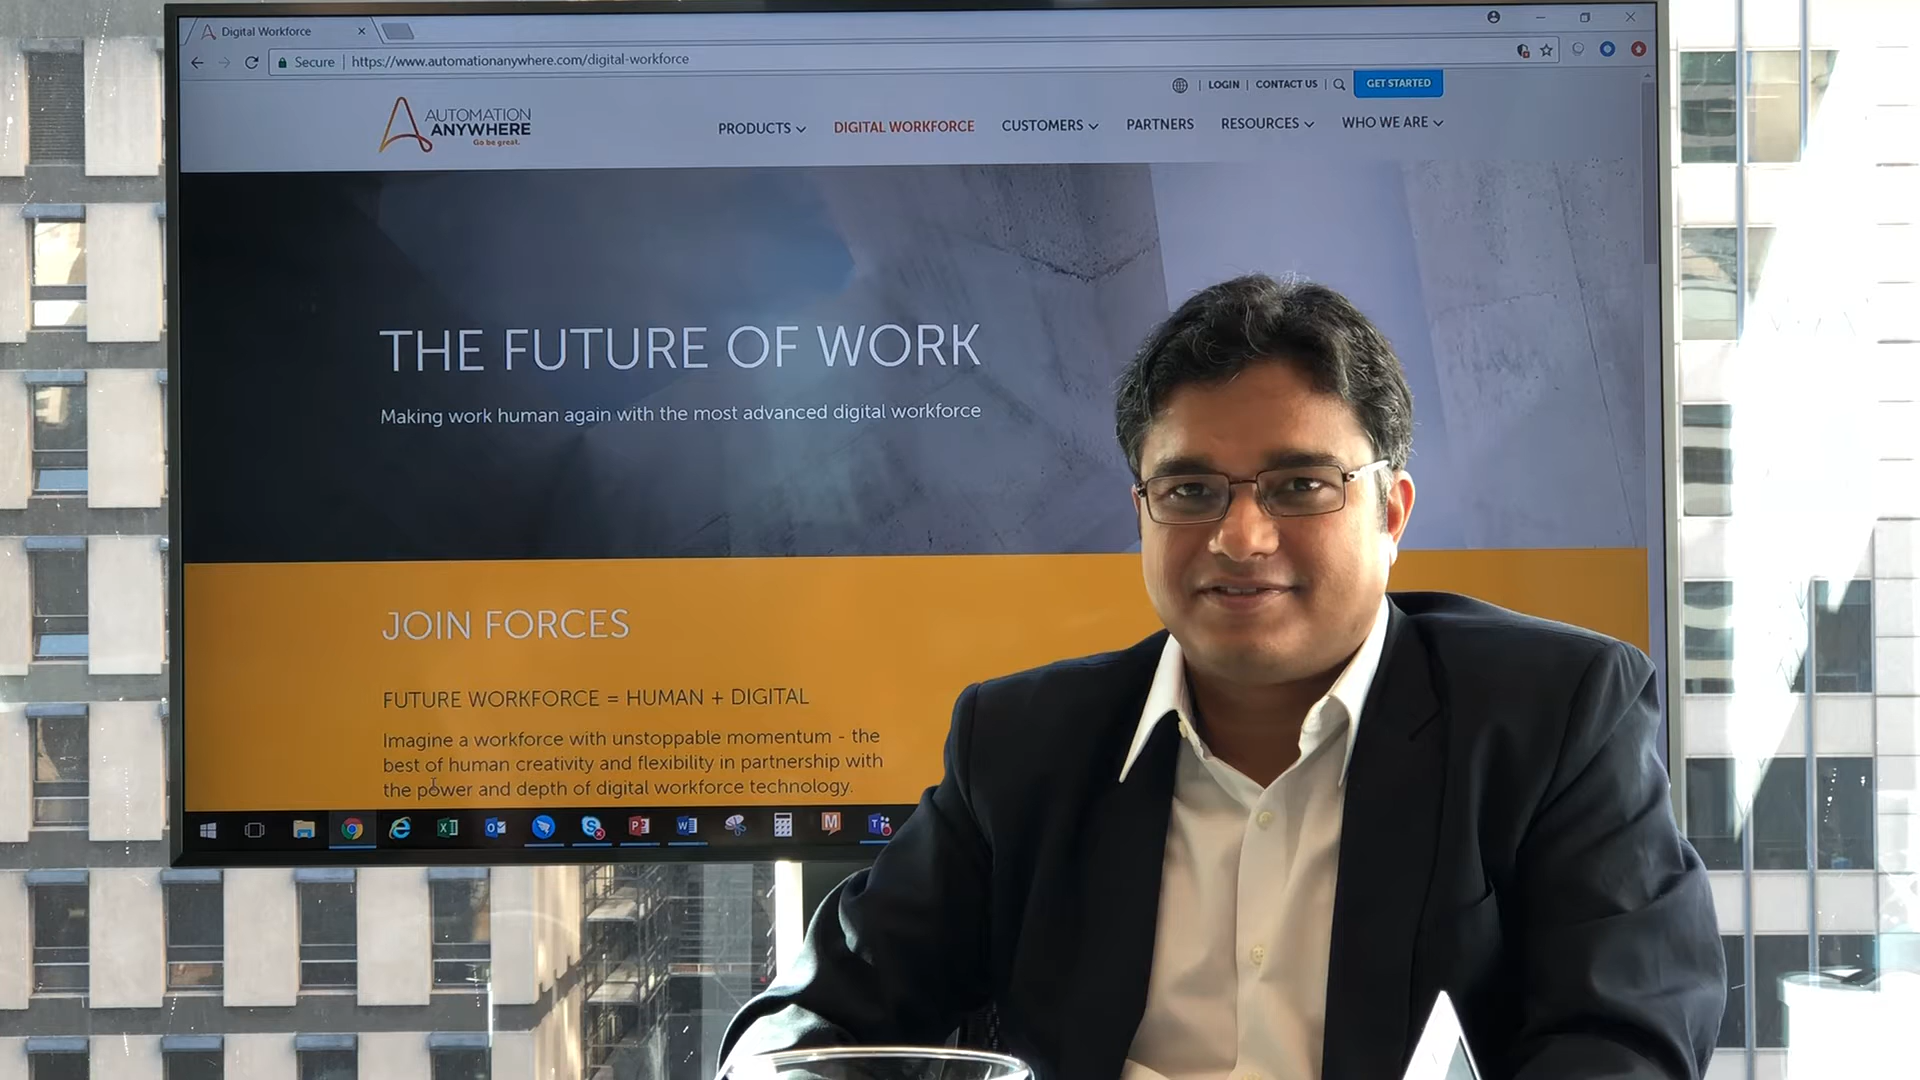 Digital Workforce
Secure | https://www.automationanywhere.com/digital-workforce
LOGIN | CONTACT US | GET STARTED
AUTOMATION
ANYWHERE
Go be great.
PRODUCTS DIGITAL WORKFORCE CUSTOMERS PARTNERS RESOURCES WHO WE ARE
THE FUTURE OF WORK
Making work human again with the most advanced digital workforce
JOIN FORCES
FUTURE WORKFORCE = HUMAN + DIGITAL
Imagine a workforce with unstoppable momentum - the
best of human creativity and flexibility in partnership with
the power and depth of digital workforce technology.